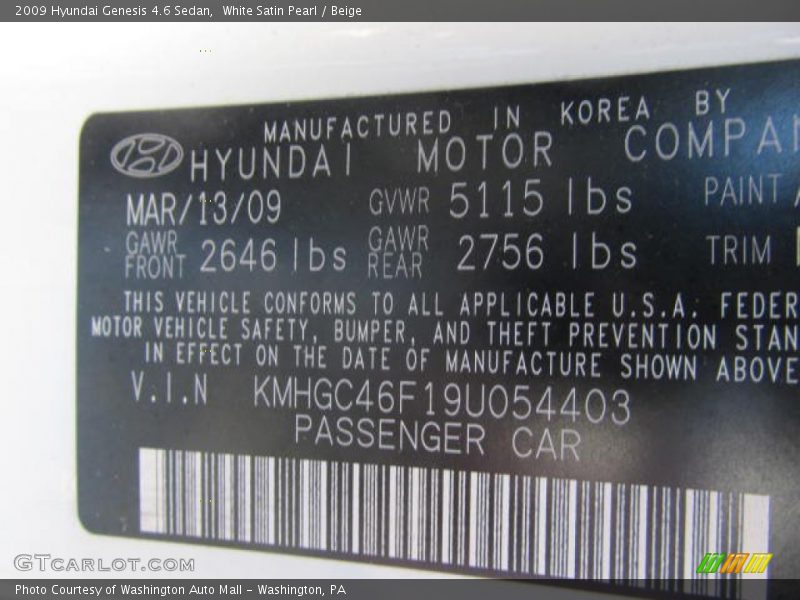 2009 Hyundai Genesis 4.6 Sedan,  White Satin Pearl / Beige
MANUFACTURED IN KOREA BY
HYUNDAI MOTOR COMPAN
MAR/13/09 GVWR 5115 lbs PAINT
GAWR FRONT 2646 lbs GAWR REAR 2756 lbs TRIM
THIS VEHICLE CONFORMS TO ALL APPLICABLE U.S.A. FEDER
MOTOR VEHICLE SAFETY, BUMPER, AND THEFT PREVENTION STAN
IN EFFECT ON THE DATE OF MANUFACTURE SHOWN ABOVE
V.I.N KMHGC46F19U054403
PASSENGER CAR
GTCarLot.com
Photo Courtesy of Washington Auto Mall - Washington, PA